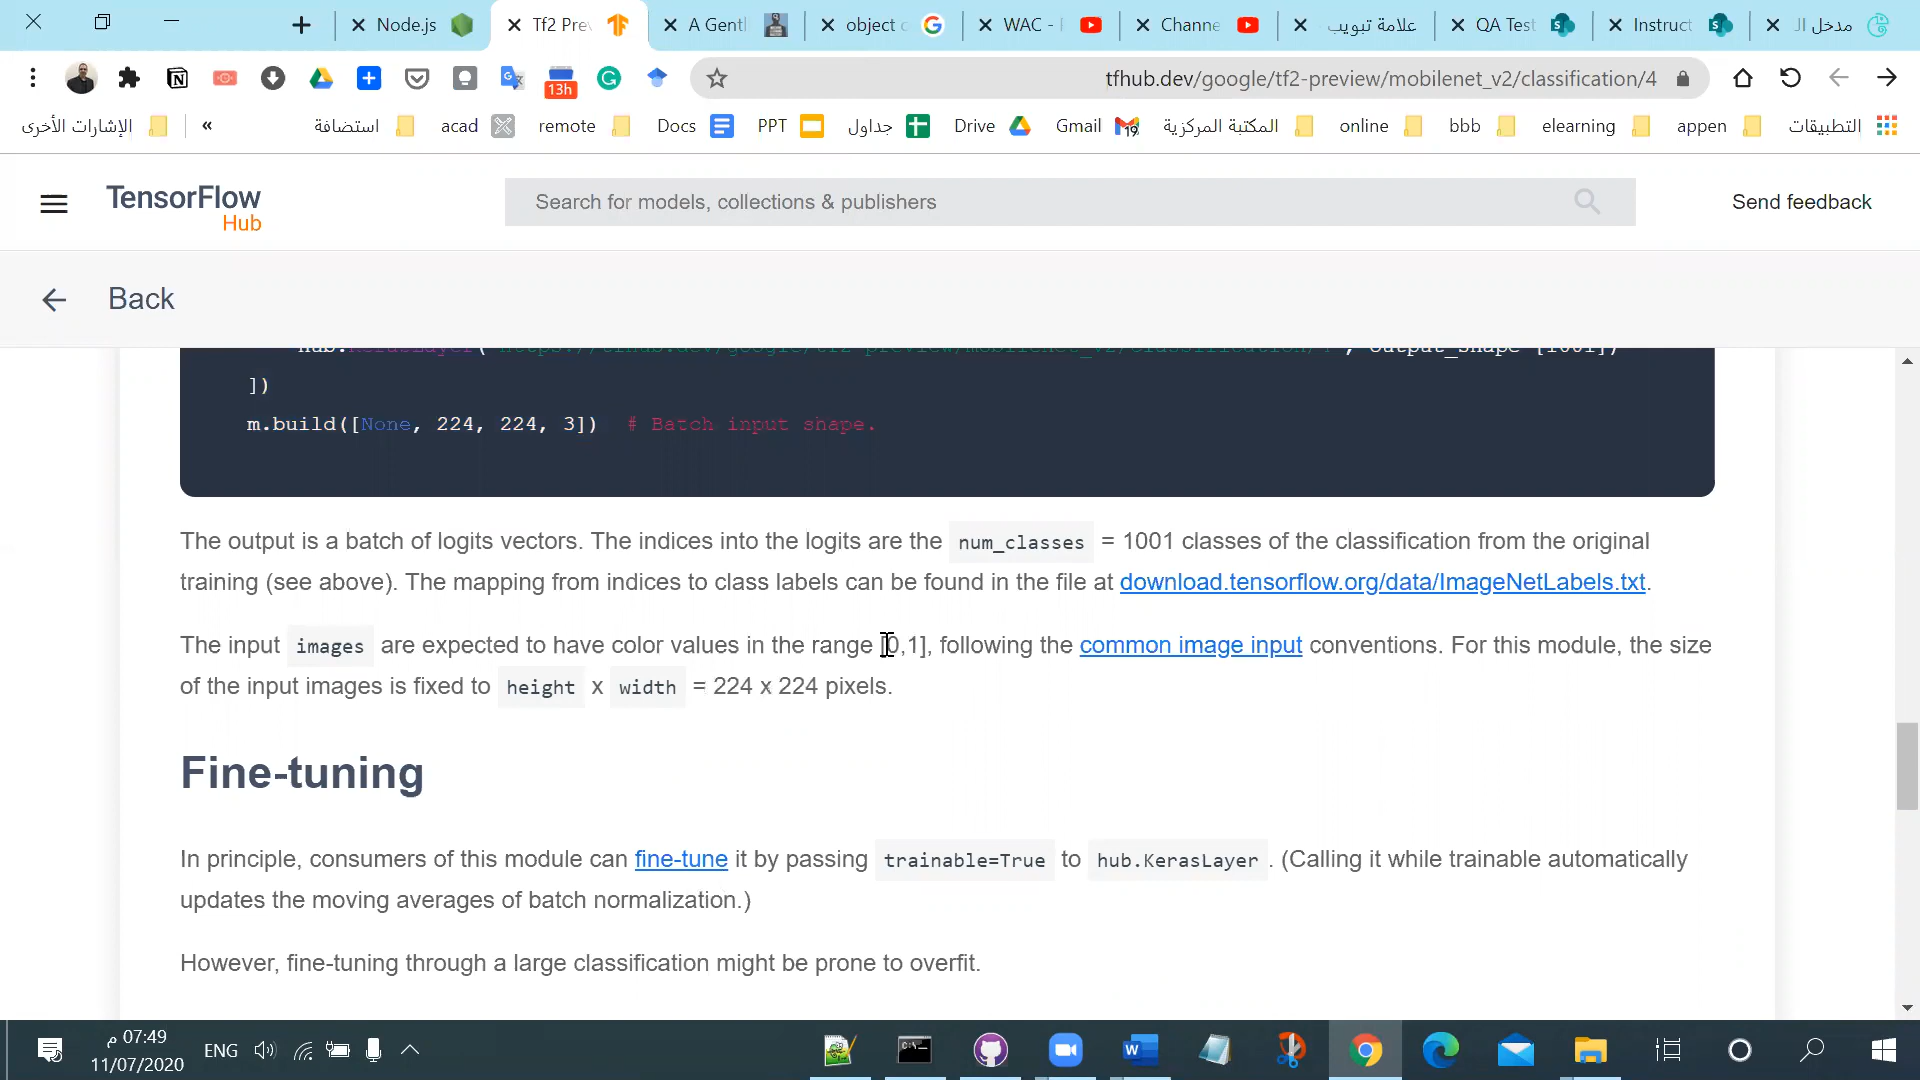 Node.js
Tf2 Pre
A Gentl
object
WAC -
Channe
علامة تبويب
QA Test
Instruct
مدخل ال
13h
tfhub.dev/google/tf2-preview/mobilenet_v2/classification/4
الإشارات الأخرى
«
استضافة
acad
remote
Docs
PPT
جداول
Drive
Gmail
19
المكتبة المركزية
online
bbb
elearning
appen
التطبيقات
TensorFlow
Hub
Search for models, collections & publishers
Send feedback
Back
])
m.build([None, 224, 224, 3]) # Batch input shape.
The output is a batch of logits vectors. The indices into the logits are the num_classes = 1001 classes of the classification from the original
training (see above). The mapping from indices to class labels can be found in the file at download.tensorflow.org/data/ImageNetLabels.txt.
The input images are expected to have color values in the range [0,1], following the common image input conventions. For this module, the size
of the input images is fixed to height x width = 224 x 224 pixels.
Fine-tuning
In principle, consumers of this module can fine-tune it by passing trainable=True to hub.KerasLayer . (Calling it while trainable automatically
updates the moving averages of batch normalization.)
However, fine-tuning through a large classification might be prone to overfit.
07:49 م
11/07/2020
ENG